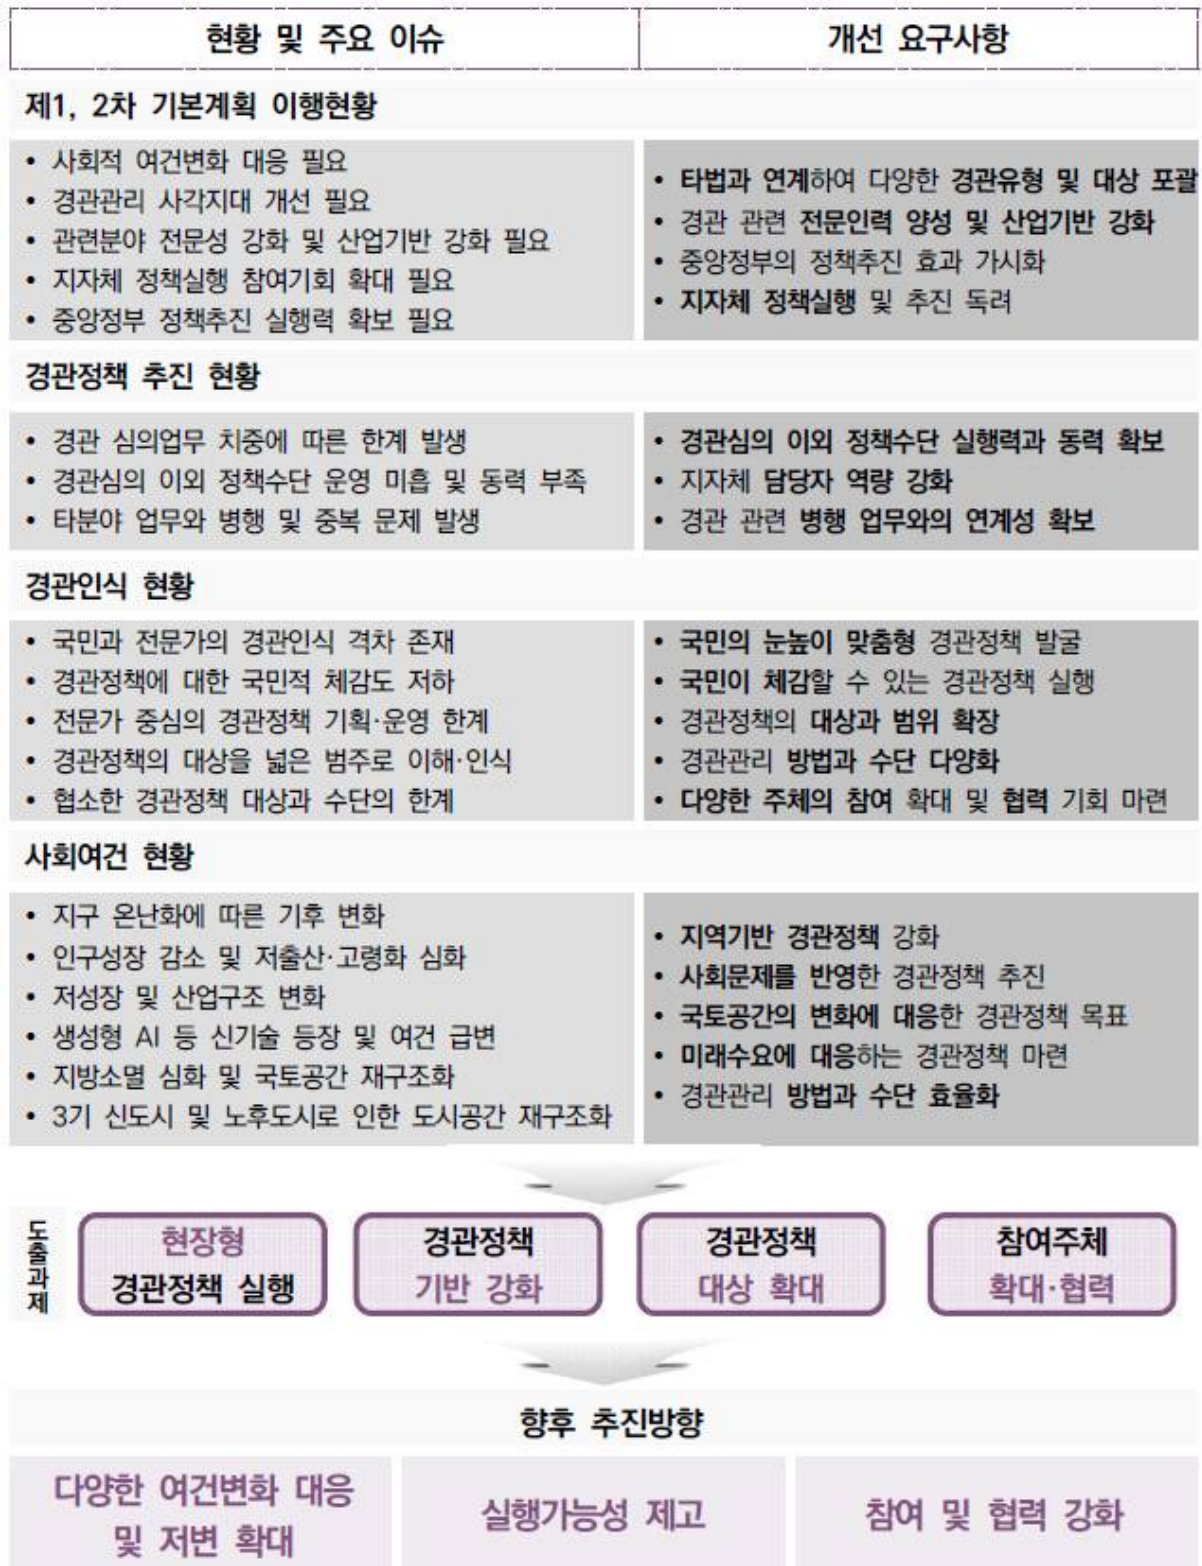 현황 및 주요 이슈
개선 요구사항
제1, 2차 기본계획 이행현황
• 사회적 여건변화 대응 필요
• 경관관리 사각지대 개선 필요
• 관련분야 전문성 강화 및 산업기반 강화 필요
• 지자체 정책실행 참여기회 확대 필요
• 중앙정부 정책추진 실행력 확보 필요
• 타법과 연계하여 다양한 경관유형 및 대상 포괄
• 경관 관련 전문인력 양성 및 산업기반 강화
• 중앙정부의 정책추진 효과 가시화
• 지자체 정책실행 및 추진 독려
경관정책 추진 현황
• 경관 심의업무 치중에 따른 한계 발생
• 경관심의 이외 정책수단 운영 미흡 및 동력 부족
• 타분야 업무와 병행 및 중복 문제 발생
• 경관심의 이외 정책수단 실행력과 동력 확보
• 지자체 담당자 역량 강화
• 경관 관련 병행 업무와의 연계성 확보
경관인식 현황
• 국민과 전문가의 경관인식 격차 존재
• 경관정책에 대한 국민적 체감도 저하
• 전문가 중심의 경관정책 기획·운영 한계
• 경관정책의 대상을 넓은 범주로 이해·인식
• 협소한 경관정책 대상과 수단의 한계
• 국민의 눈높이 맞춤형 경관정책 발굴
• 국민이 체감할 수 있는 경관정책 실행
• 경관정책의 대상과 범위 확장
• 경관관리 방법과 수단 다양화
• 다양한 주체의 참여 확대 및 협력 기회 마련
사회여건 현황
• 지구 온난화에 따른 기후 변화
• 인구성장 감소 및 저출산·고령화 심화
• 저성장 및 산업구조 변화
• 생성형 AI 등 신기술 등장 및 여건 급변
• 지방소멸 심화 및 국토공간 재구조화
• 3기 신도시 및 노후도시로 인한 도시공간 재구조화
• 지역기반 경관정책 강화
• 사회문제를 반영한 경관정책 추진
• 국토공간의 변화에 대응한 경관정책 목표
• 미래수요에 대응하는 경관정책 마련
• 경관관리 방법과 수단 효율화
도출과제
현장형
경관정책 실행
경관정책
기반 강화
경관정책
대상 확대
참여주체
확대·협력
향후 추진방향
다양한 여건변화 대응
및 저변 확대
실행가능성 제고
참여 및 협력 강화